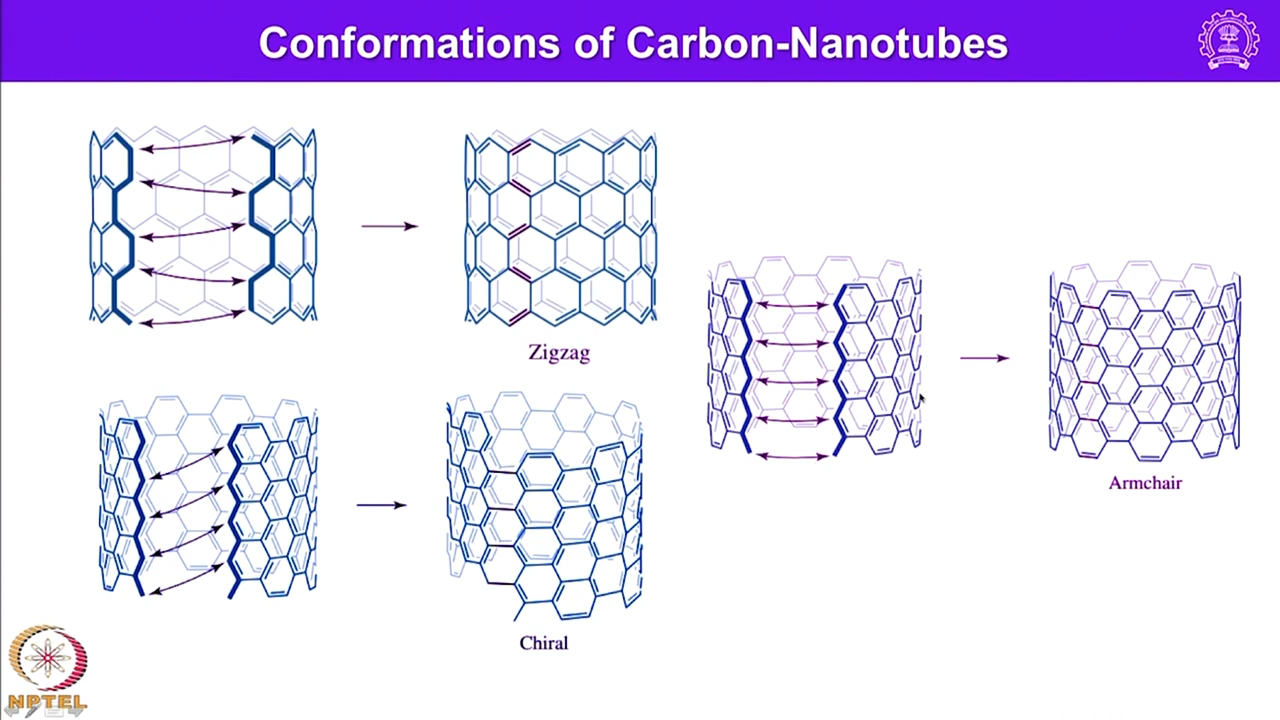 Conformations of Carbon-Nanotubes
Zigzag
Armchair
Chiral
NPTEL